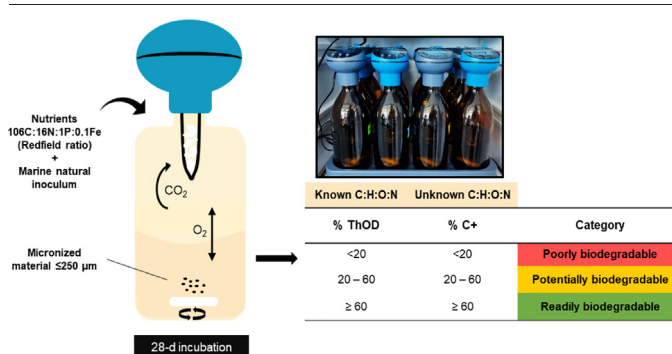 Nutrients
106C:16N:1P:0.1Fe
(Redfield ratio)
+
Marine natural
inoculum
CO₂
O₂
Micronized
material ≤250 µm
28-d incubation
Known C:H:O:N Unknown C:H:O:N
% ThOD % C+ Category
<20 <20 Poorly biodegradable
20 – 60 20 – 60 Potentially biodegradable
≥ 60 ≥ 60 Readily biodegradable